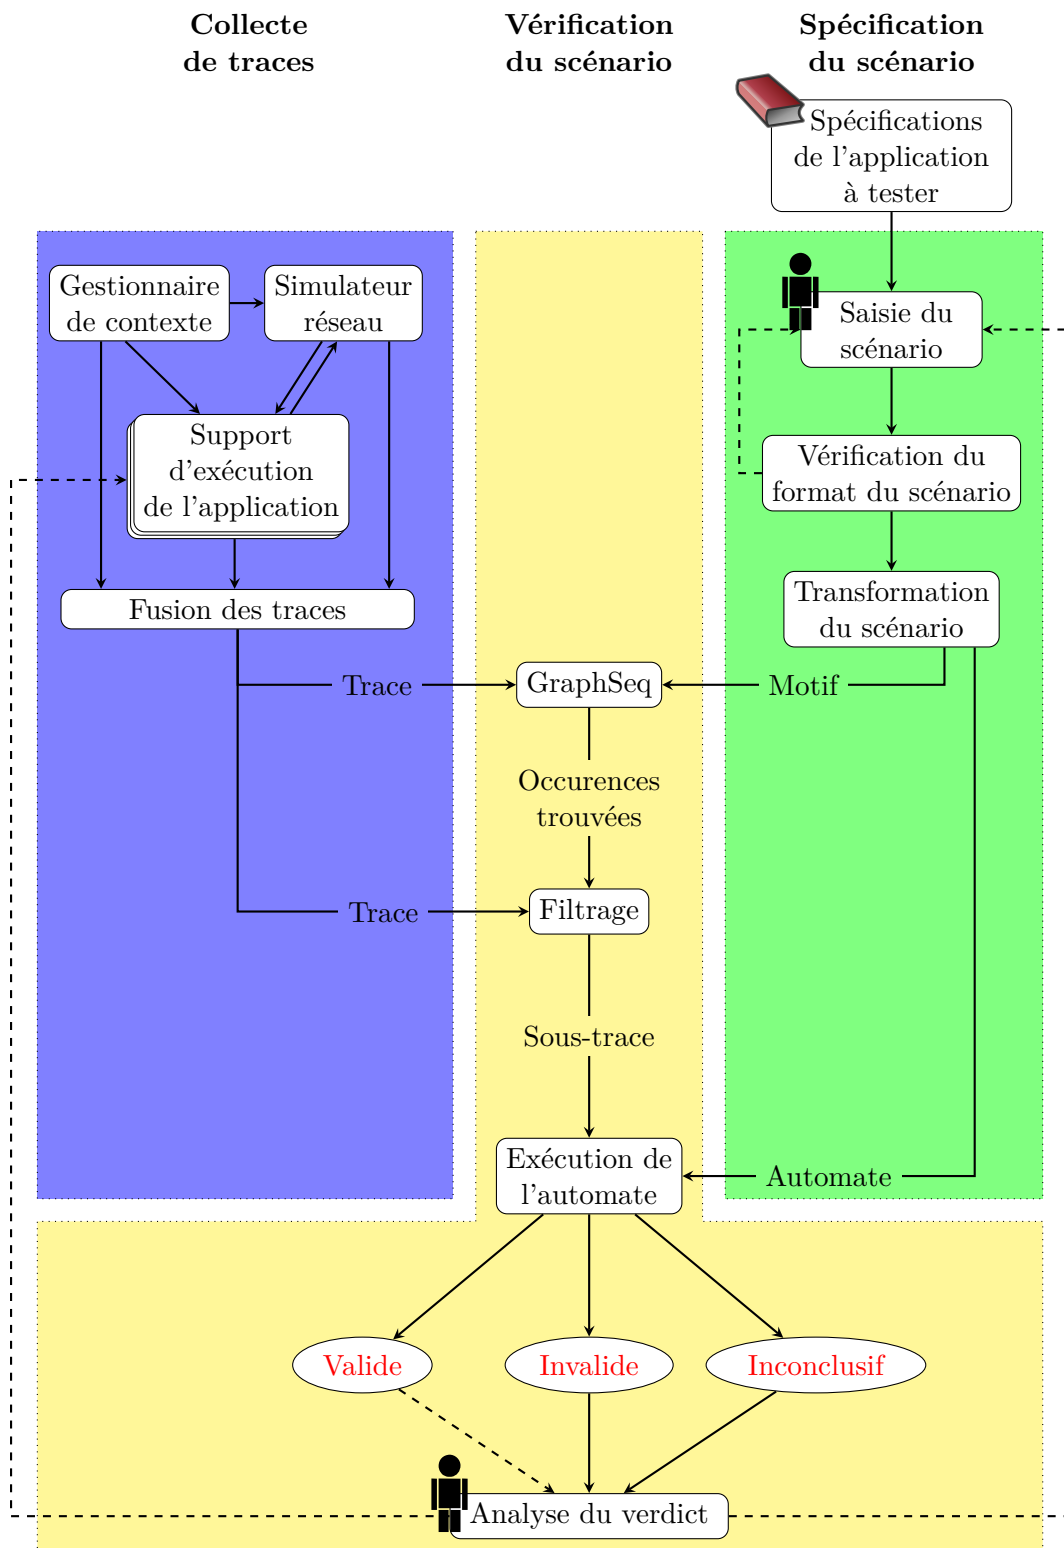 Collecte
de traces
Vérification
du scénario
Spécification
du scénario
Spécifications
de l'application
à tester
Gestionnaire
de contexte
Simulateur
réseau
Saisie du
scénario
Support
d'exécution
de l'application
Vérification du
format du scénario
Fusion des traces
Transformation
du scénario
Trace
GraphSeq
Motif
Occurences
trouvées
Trace
Filtrage
Sous-trace
Exécution de
l'automate
Automate
Valide
Invalide
Inconclusif
Analyse du verdict